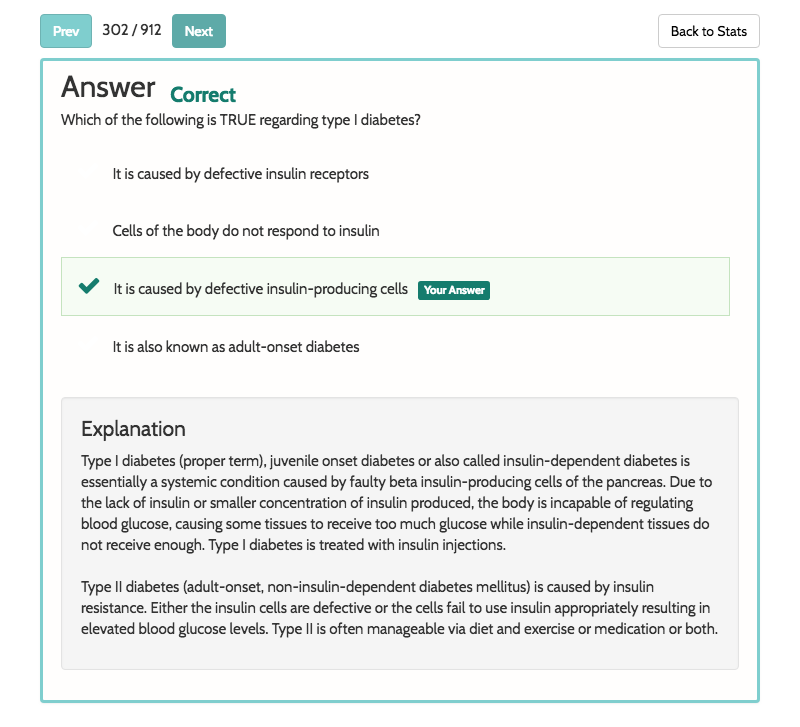 Prev 302 / 912 Next Back to Stats
Answer Correct
Which of the following is TRUE regarding type I diabetes?
It is caused by defective insulin receptors
Cells of the body do not respond to insulin
It is caused by defective insulin-producing cells Your Answer
It is also known as adult-onset diabetes
Explanation
Type I diabetes (proper term), juvenile onset diabetes or also called insulin-dependent diabetes is
essentially a systemic condition caused by faulty beta insulin-producing cells of the pancreas. Due to
the lack of insulin or smaller concentration of insulin produced, the body is incapable of regulating
blood glucose, causing some tissues to receive too much glucose while insulin-dependent tissues do
not receive enough. Type I diabetes is treated with insulin injections.
Type II diabetes (adult-onset, non-insulin-dependent diabetes mellitus) is caused by insulin
resistance. Either the insulin cells are defective or the cells fail to use insulin appropriately resulting in
elevated blood glucose levels. Type II is often manageable via diet and exercise or medication or both.